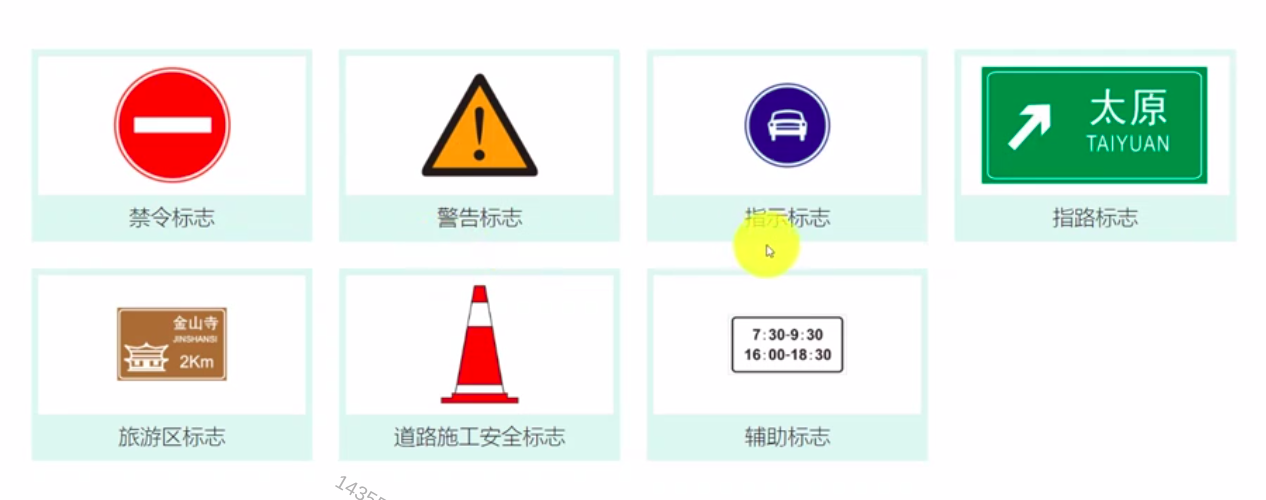 太原
TAIYUAN
禁令标志
警告标志
指示标志
指路标志
金山寺
JINSHANSI
2Km
7:30-9:30
16:00-18:30
旅游区标志
道路施工安全标志
辅助标志